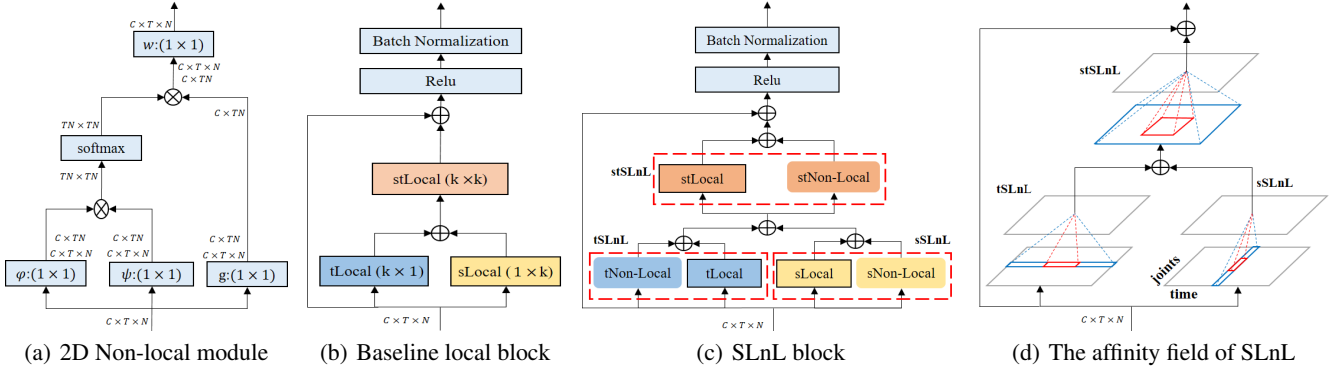 C × T × N
w:(1 × 1)
C × T × N
C × TN
TN × TN
C × TN
softmax
TN × TN
C × TN
C × TN
C × TN
C × T × N
C × T × N
C × T × N
φ:(1 × 1)
ψ:(1 × 1)
g:(1 × 1)
C × T × N
(a) 2D Non-local module
Batch Normalization
Relu
stLocal (k ×k)
tLocal (k × 1)
sLocal (1 × k)
C × T × N
(b) Baseline local block
Batch Normalization
Relu
stSLnL
stLocal
stNon-Local
tSLnL
sSLnL
tNon-Local
tLocal
sLocal
sNon-Local
C × T × N
(c) SLnL block
stSLnL
tSLnL
sSLnL
joints
time
C × T × N
(d) The affinity field of SLnL